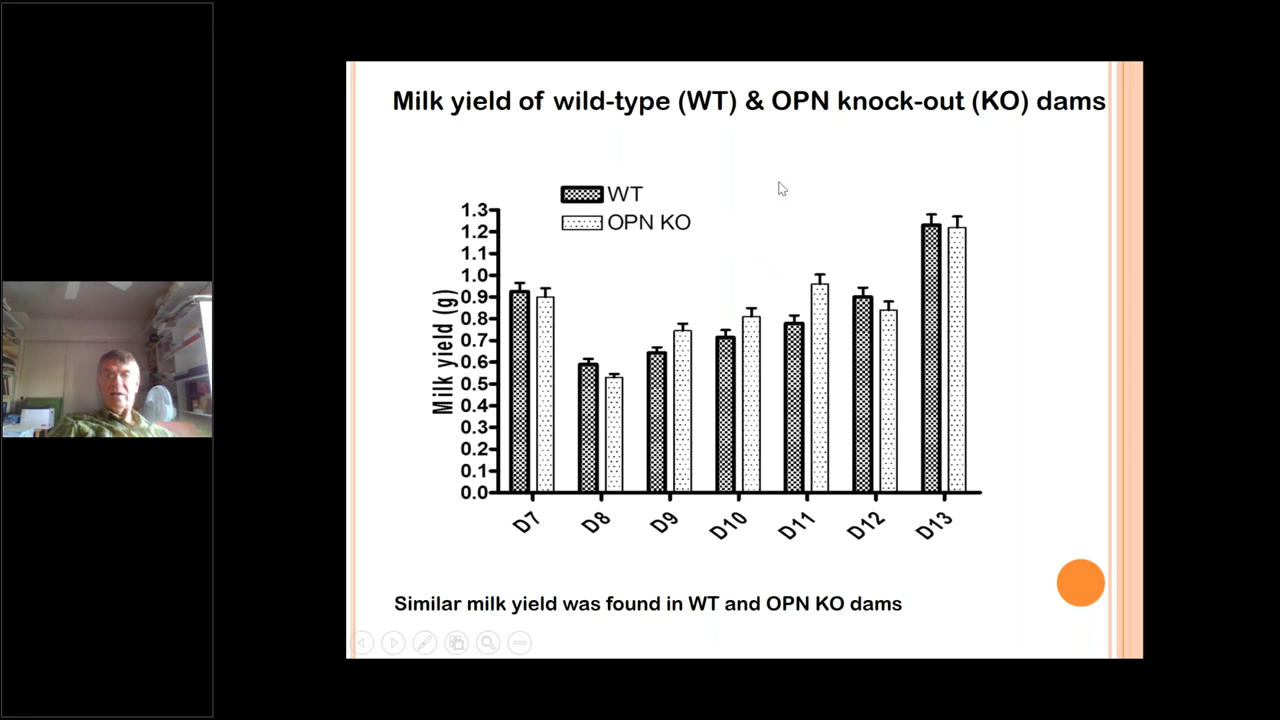 Milk yield of wild-type (WT) & OPN knock-out (KO) dams
WT
OPN KO
1.3
1.2
1.1
1.0
0.9
0.8
0.7
0.6
0.5
0.4
0.3
0.2
0.1
0.0
Milk yield (g)
D7 D8 D9 D10 D11 D12 D13
Similar milk yield was found in WT and OPN KO dams